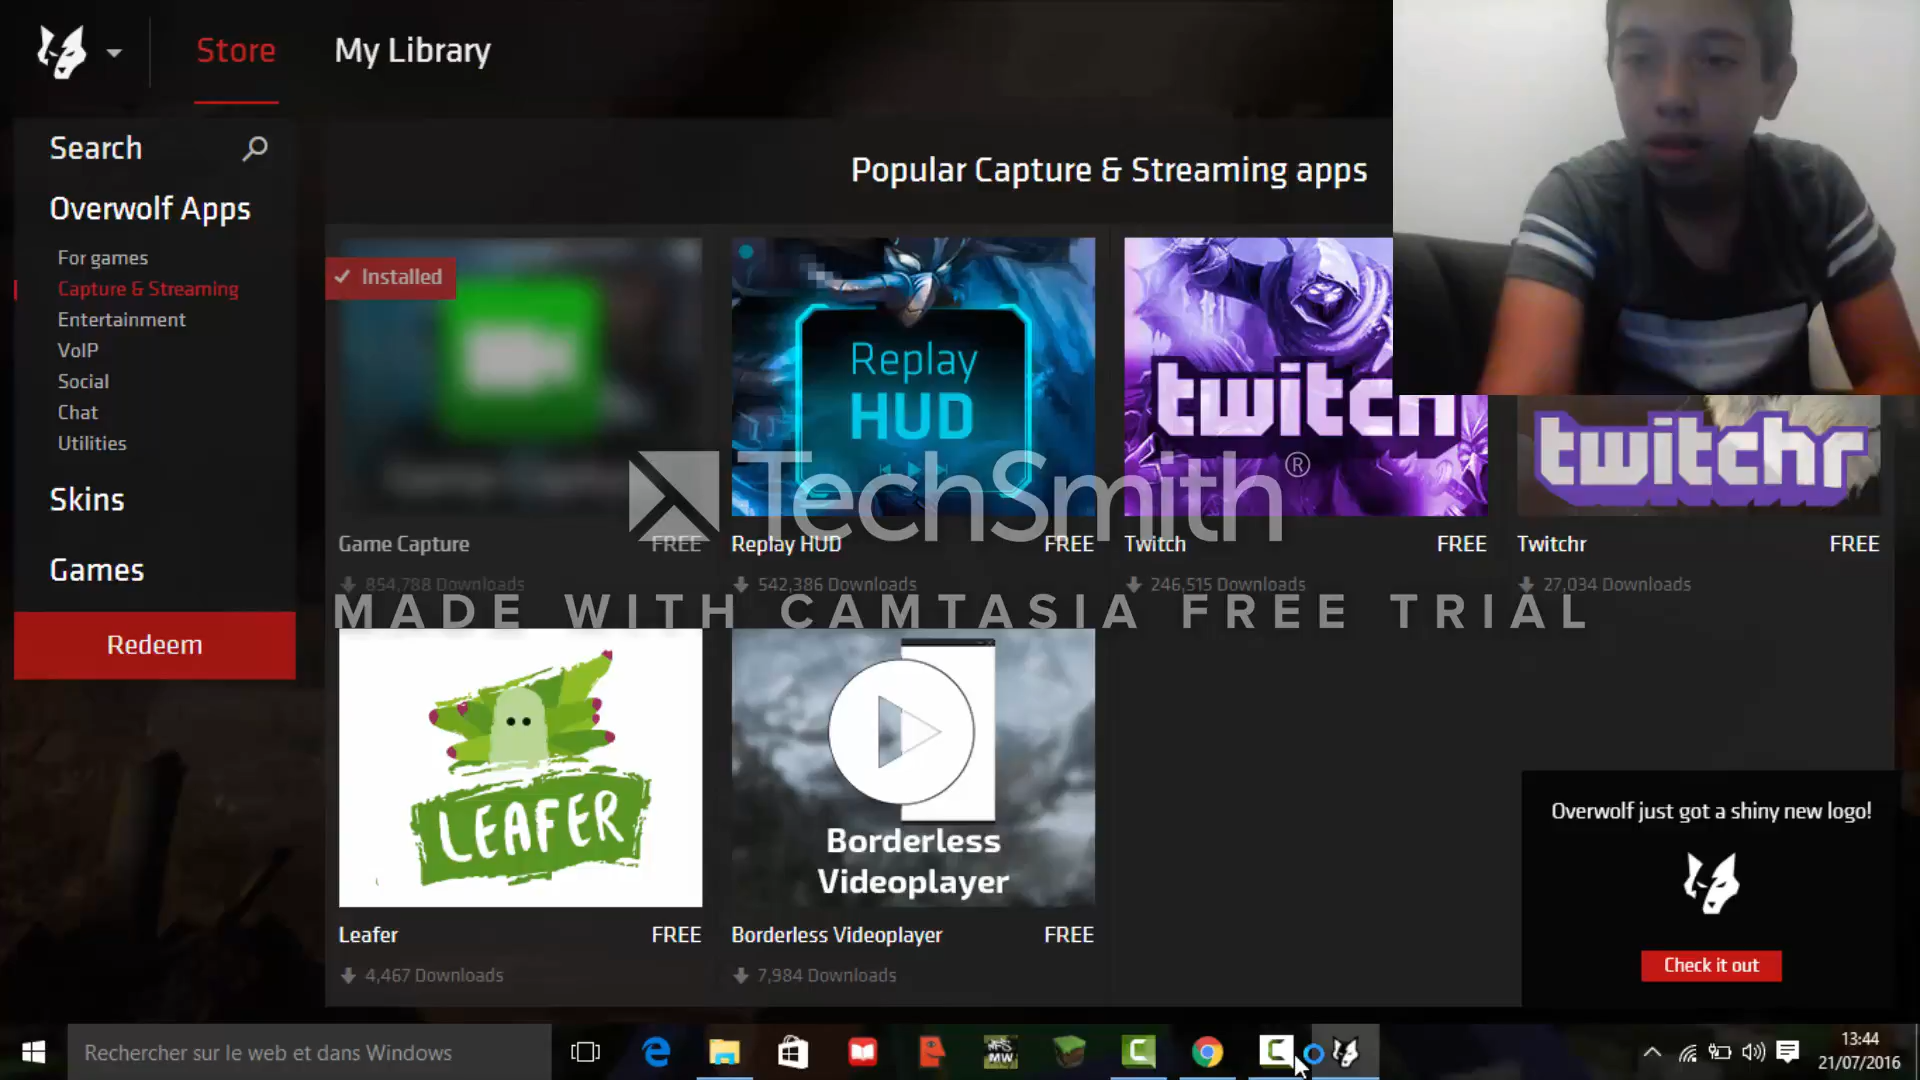 Store
My Library
Search
Overwolf Apps
For games
Capture & Streaming
Entertainment
VoIP
Social
Chat
Utilities
Skins
Games
Redeem
Popular Capture & Streaming apps
Installed
Replay
HUD
twitch
twitchr
TechSmith®
Game Capture FREE
854,788 Downloads
Replay HUD FREE
542,386 Downloads
Twitch FREE
246,515 Downloads
Twitchr FREE
27,034 Downloads
MADE WITH CAMTASIA FREE TRIAL
LEAFER
Borderless
Videoplayer
Leafer FREE
4,467 Downloads
Borderless Videoplayer FREE
7,984 Downloads
Overwolf just got a shiny new logo!
Check it out
Rechercher sur le web et dans Windows
NFS
MW
13:44
21/07/2016